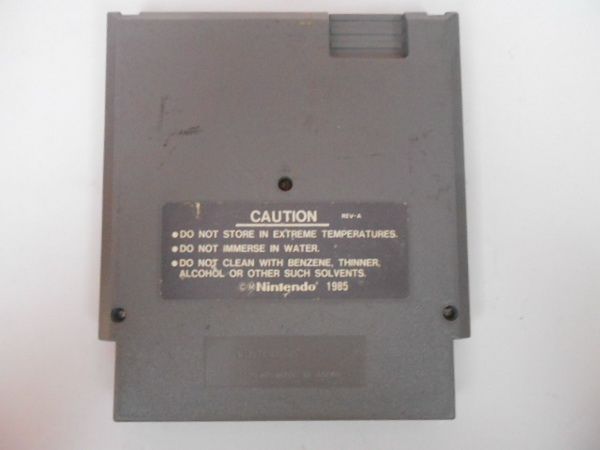 CAUTION REV-A
●DO NOT STORE IN EXTREME TEMPERATURES.
●DO NOT IMMERSE IN WATER.
●DO NOT CLEAN WITH BENZENE, THINNER,
ALCOHOL OR OTHER SUCH SOLVENTS.
©Ⓜ Nintendo 1985